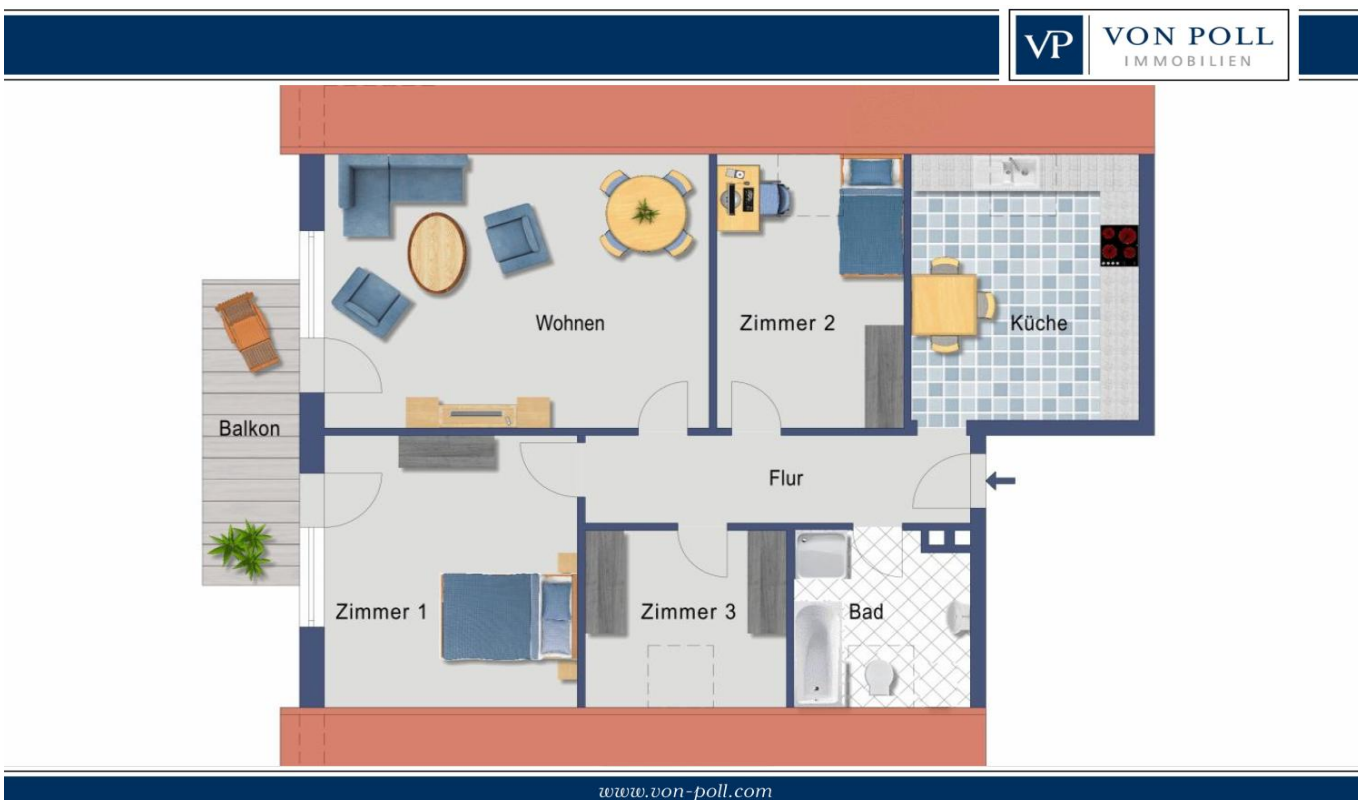 VP VON POLL
IMMOBILIEN
Wohnen
Zimmer 2
Küche
Balkon
Flur
Zimmer 1
Zimmer 3
Bad
www.von-poll.com